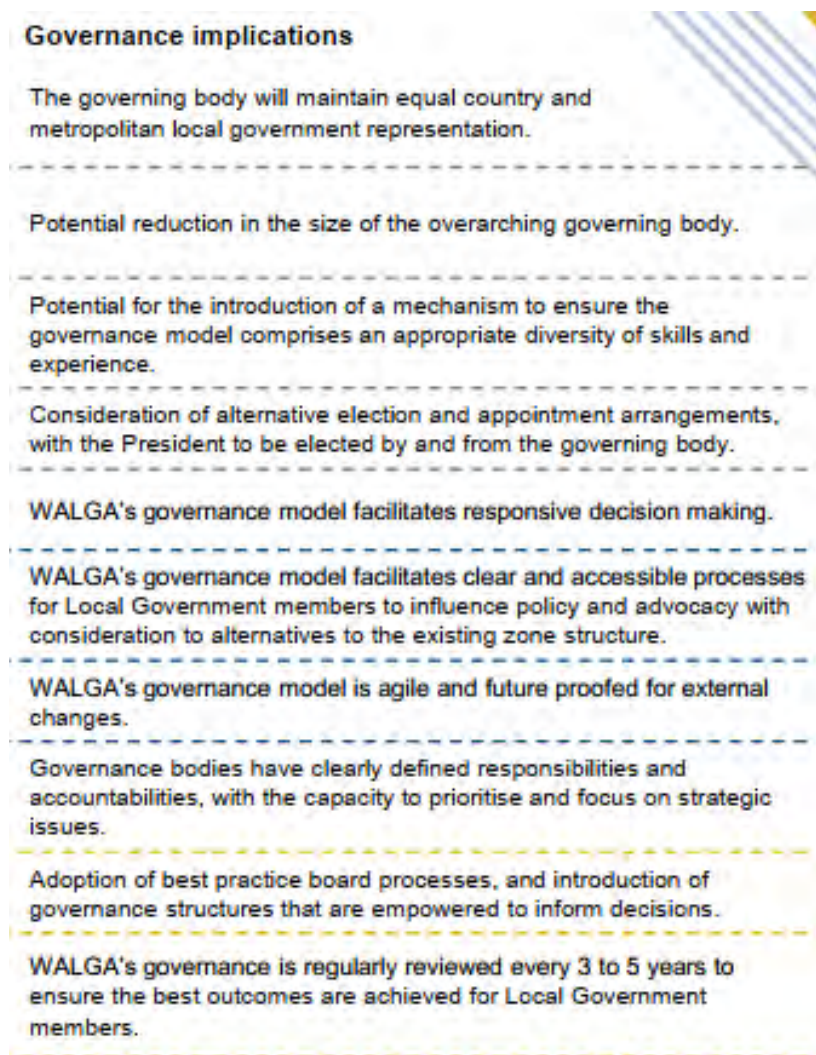 Governance implications
The governing body will maintain equal country and
metropolitan local government representation.
Potential reduction in the size of the overarching governing body.
Potential for the introduction of a mechanism to ensure the
governance model comprises an appropriate diversity of skills and
experience.
Consideration of alternative election and appointment arrangements,
with the President to be elected by and from the governing body.
WALGA's governance model facilitates responsive decision making.
WALGA's governance model facilitates clear and accessible processes
for Local Government members to influence policy and advocacy with
consideration to alternatives to the existing zone structure.
WALGA's governance model is agile and future proofed for external
changes.
Governance bodies have clearly defined responsibilities and
accountabilities, with the capacity to prioritise and focus on strategic
issues.
Adoption of best practice board processes, and introduction of
governance structures that are empowered to inform decisions.
WALGA's governance is regularly reviewed every 3 to 5 years to
ensure the best outcomes are achieved for Local Government
members.